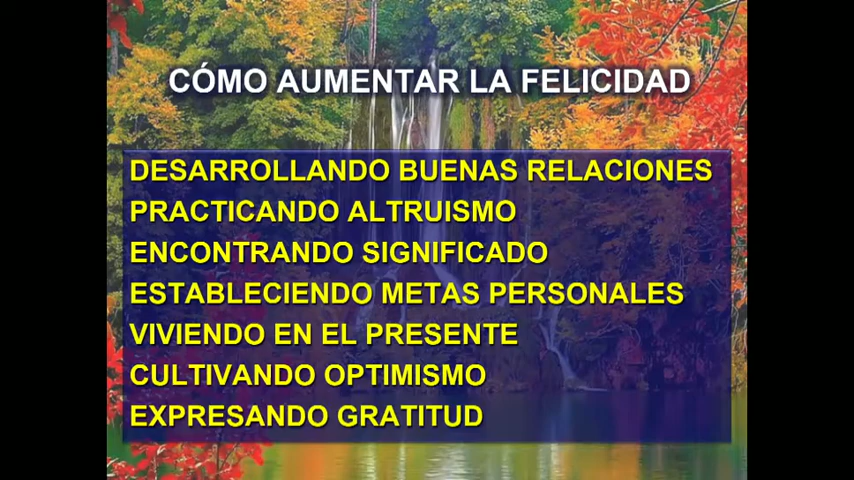 CÓMO AUMENTAR LA FELICIDAD
DESARROLLANDO BUENAS RELACIONES
PRACTICANDO ALTRUISMO
ENCONTRANDO SIGNIFICADO
ESTABLECIENDO METAS PERSONALES
VIVIENDO EN EL PRESENTE
CULTIVANDO OPTIMISMO
EXPRESANDO GRATITUD